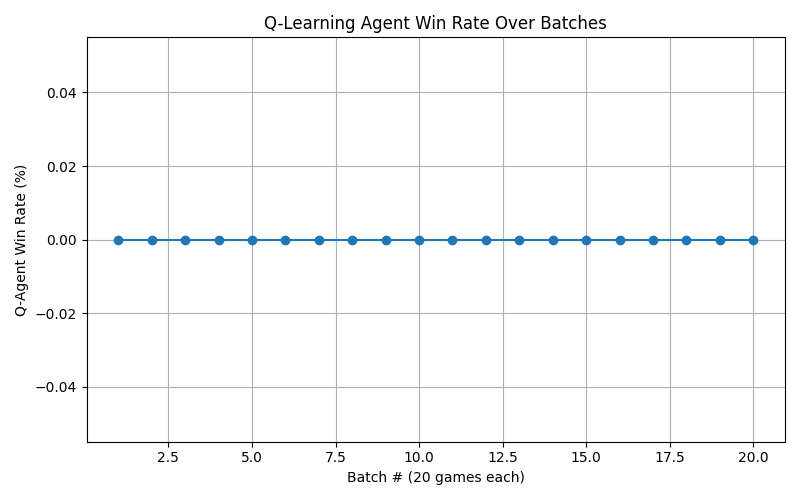 Q-Learning Agent Win Rate Over Batches
Q-Agent Win Rate (%)
0.04
0.02
0.00
−0.02
−0.04
2.5 5.0 7.5 10.0 12.5 15.0 17.5 20.0
Batch # (20 games each)